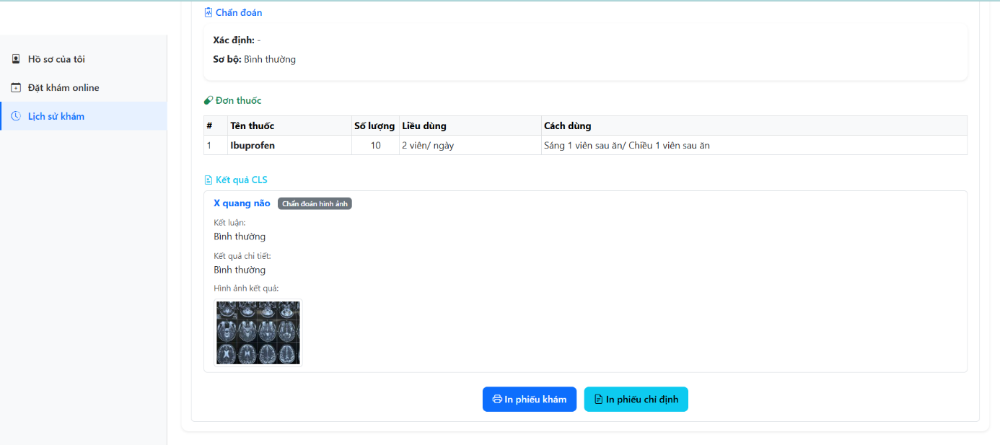 Chẩn đoán
Xác định: -
Sơ bộ: Bình thường
Hồ sơ của tôi
Đặt khám online
Lịch sử khám
Đơn thuốc
# Tên thuốc Số lượng Liều dùng Cách dùng
1 Ibuprofen 10 2 viên/ ngày Sáng 1 viên sau ăn/ Chiều 1 viên sau ăn
Kết quả CLS
X quang não Chẩn đoán hình ảnh
Kết luận:
Bình thường
Kết quả chi tiết:
Bình thường
Hình ảnh kết quả:
In phiếu khám In phiếu chỉ định